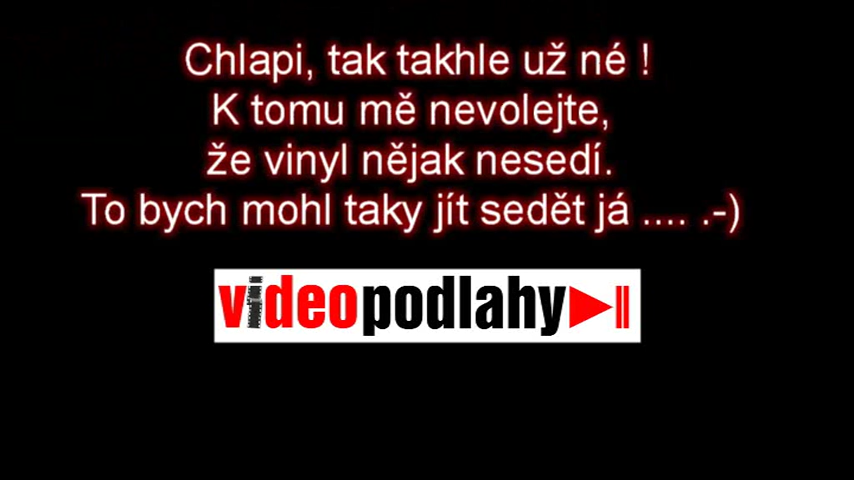 Chlapi, tak takhle už né !
K tomu mě nevolejte,
že vinyl nějak nesedí.
To bych mohl taky jít sedět já .... .-)
videopodlahy